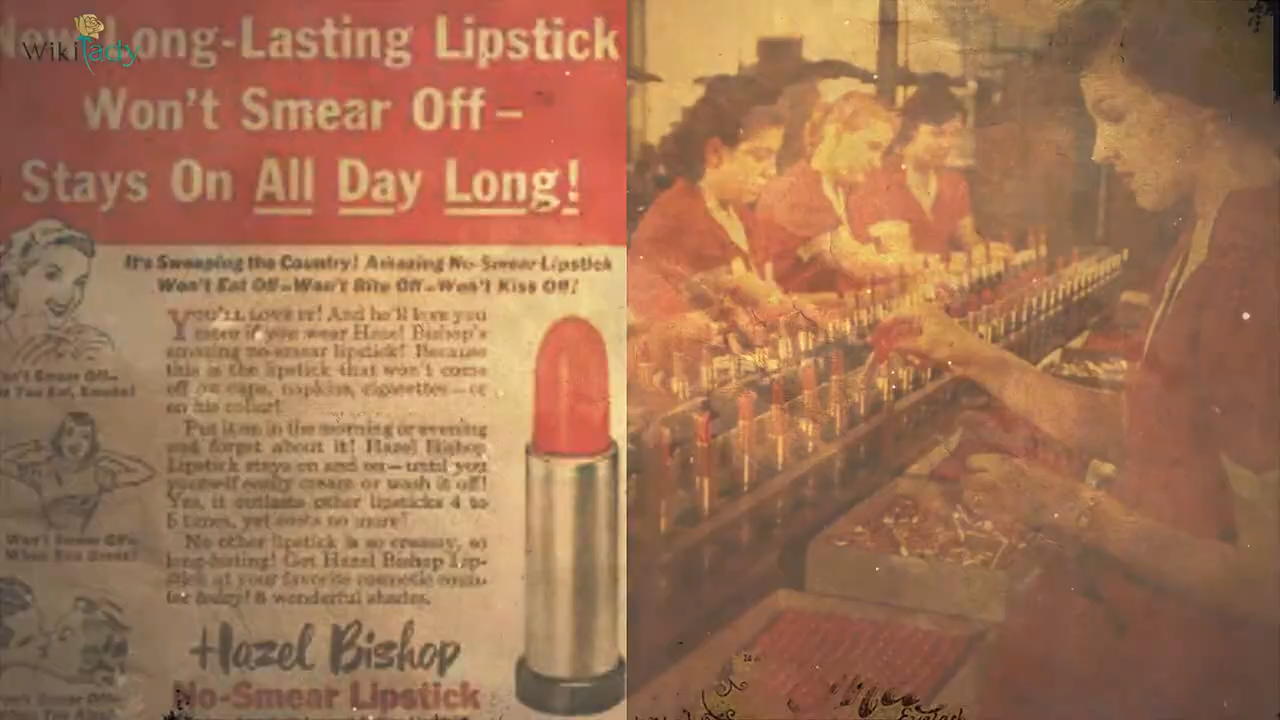 WikiLady
New Long-Lasting Lipstick
Won't Smear Off –
Stays On All Day Long!
It's Sweeping the Country! Amazing No-Smear Lipstick
Won't Eat Off—Won't Bite Off—Won't Kiss Off!
YOU'LL LOVE IT! And he'll love you
more if you wear Hazel Bishop's
amazing no-smear lipstick! Because
this is the lipstick that won't come
off on cups, napkins, cigarettes—or
on his collar!
Put it on in the morning or evening
and forget about it! Hazel Bishop
Lipstick stays on and on—until you
yourself easily cream or wash it off!
Yes, it outlasts other lipsticks 4 to
5 times, yet costs no more!
No other lipstick is so creamy, so
long-lasting! Get Hazel Bishop Lip-
stick at your favorite cosmetic
today! 6 wonderful shades.
Won't Smear Off—
Hazel Bishop
No-Smear Lipstick